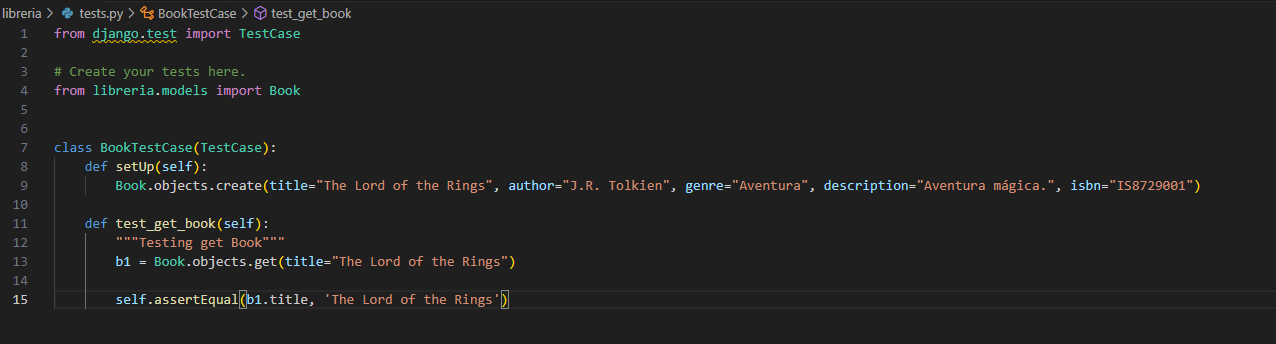 libreria > tests.py > BookTestCase > test_get_book
1 from django.test import TestCase
2
3 # Create your tests here.
4 from libreria.models import Book
5
6
7 class BookTestCase(TestCase):
8 def setUp(self):
9 Book.objects.create(title="The Lord of the Rings", author="J.R. Tolkien", genre="Aventura", description="Aventura mágica.", isbn="IS8729001")
10
11 def test_get_book(self):
12 """Testing get Book"""
13 b1 = Book.objects.get(title="The Lord of the Rings")
14
15 self.assertEqual(b1.title, 'The Lord of the Rings')